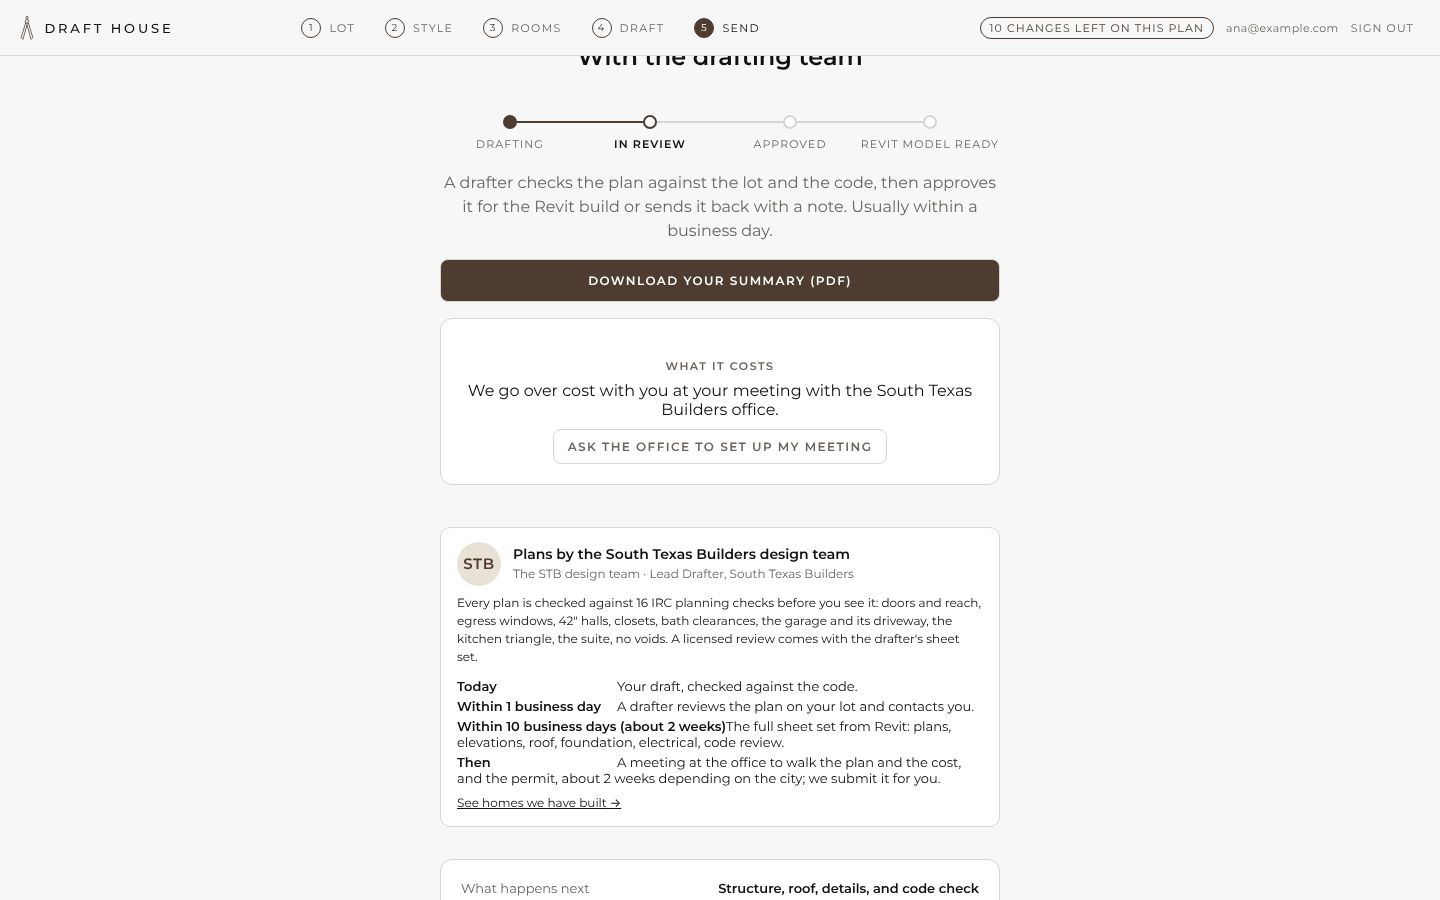 DRAFT HOUSE
1 LOT
2 STYLE
3 ROOMS
4 DRAFT
5 SEND
10 CHANGES LEFT ON THIS PLAN
ana@example.com
SIGN OUT
With the drafting team
DRAFTING
IN REVIEW
APPROVED
REVIT MODEL READY
A drafter checks the plan against the lot and the code, then approves
it for the Revit build or sends it back with a note. Usually within a
business day.
DOWNLOAD YOUR SUMMARY (PDF)
WHAT IT COSTS
We go over cost with you at your meeting with the South Texas
Builders office.
ASK THE OFFICE TO SET UP MY MEETING
STB
Plans by the South Texas Builders design team
The STB design team · Lead Drafter, South Texas Builders
Every plan is checked against 16 IRC planning checks before you see it: doors and reach,
egress windows, 42" halls, closets, bath clearances, the garage and its driveway, the
kitchen triangle, the suite, no voids. A licensed review comes with the drafter's sheet
set.
Today Your draft, checked against the code.
Within 1 business day A drafter reviews the plan on your lot and contacts you.
Within 10 business days (about 2 weeks)The full sheet set from Revit: plans,
elevations, roof, foundation, electrical, code review.
Then A meeting at the office to walk the plan and the cost,
and the permit, about 2 weeks depending on the city; we submit it for you.
See homes we have built →
What happens next Structure, roof, details, and code check